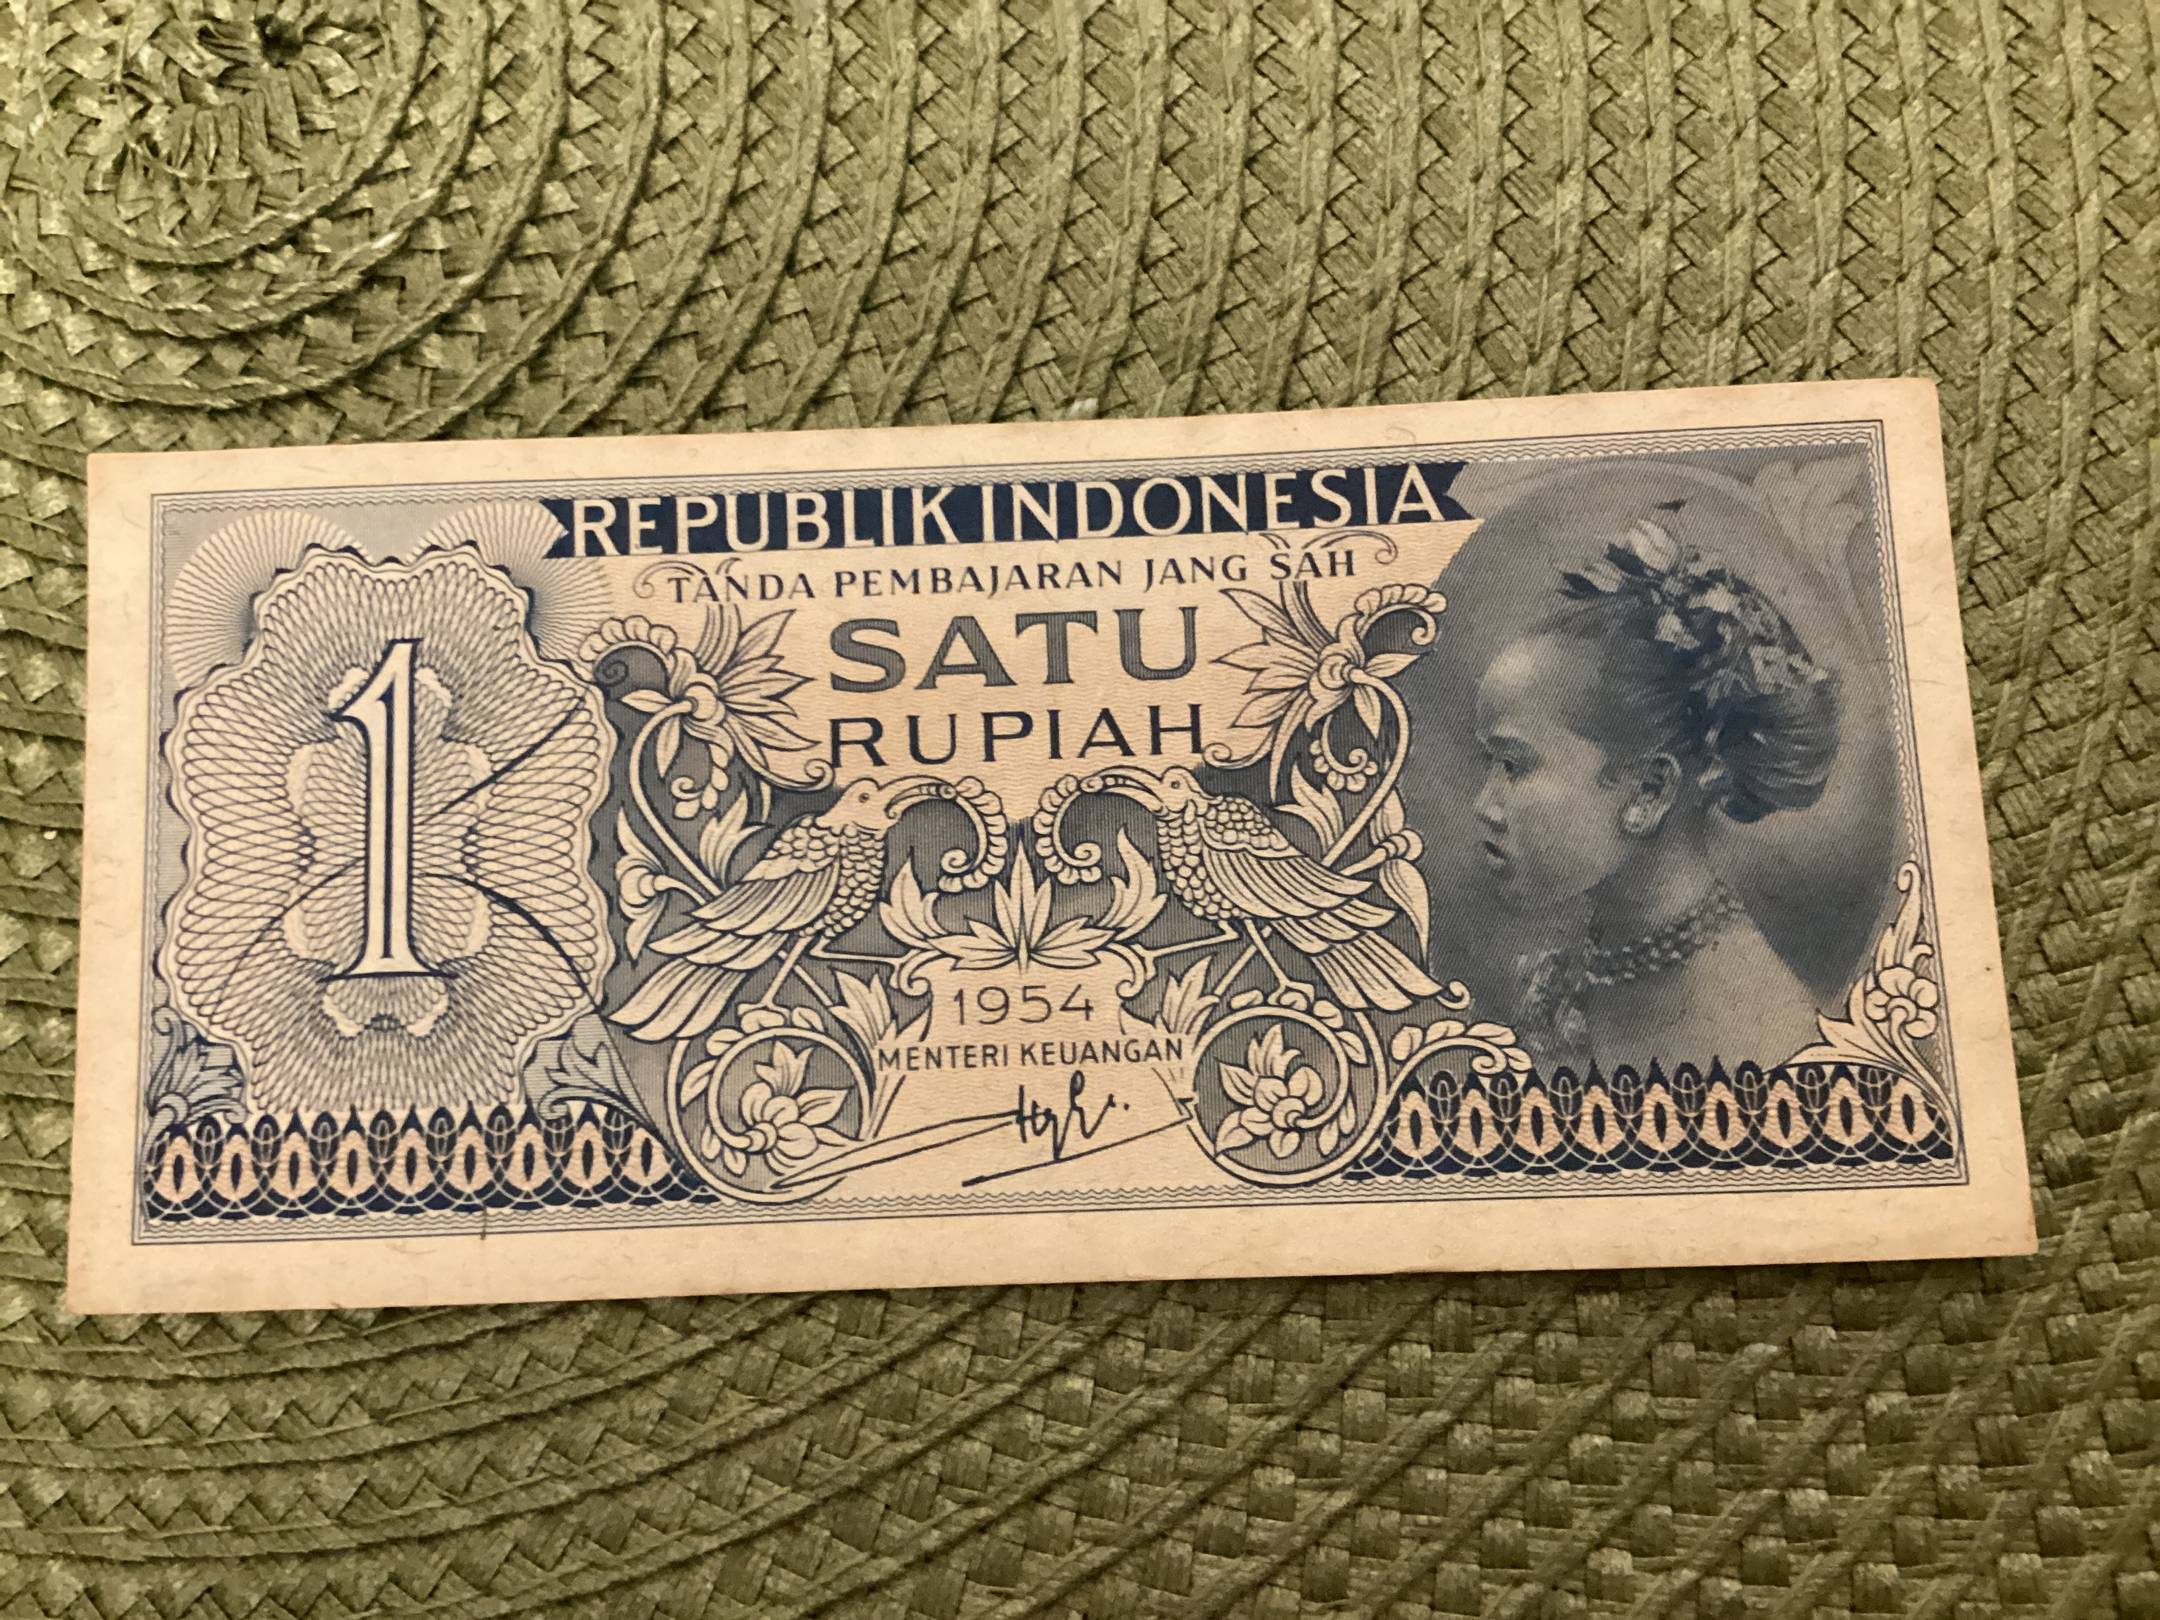 REPUBLIK INDONESIA
TANDA PEMBAJARAN JANG SAH
SATU
RUPIAH
1
1954
MENTERI KEUANGAN